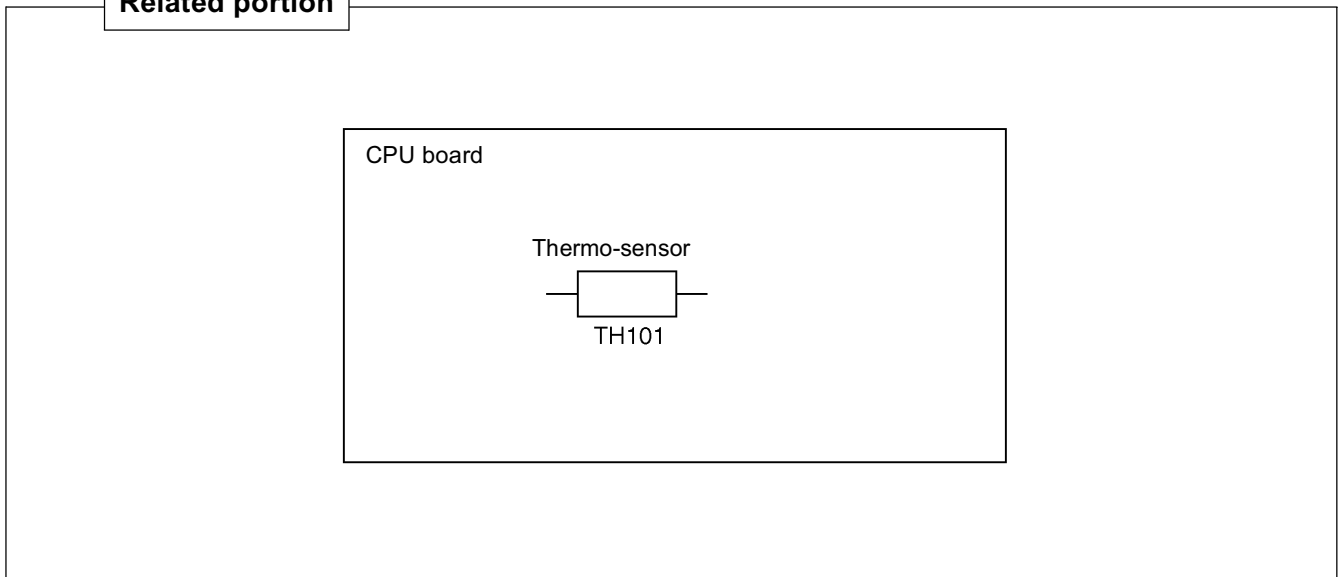 Related portion
CPU board
Thermo-sensor
TH101